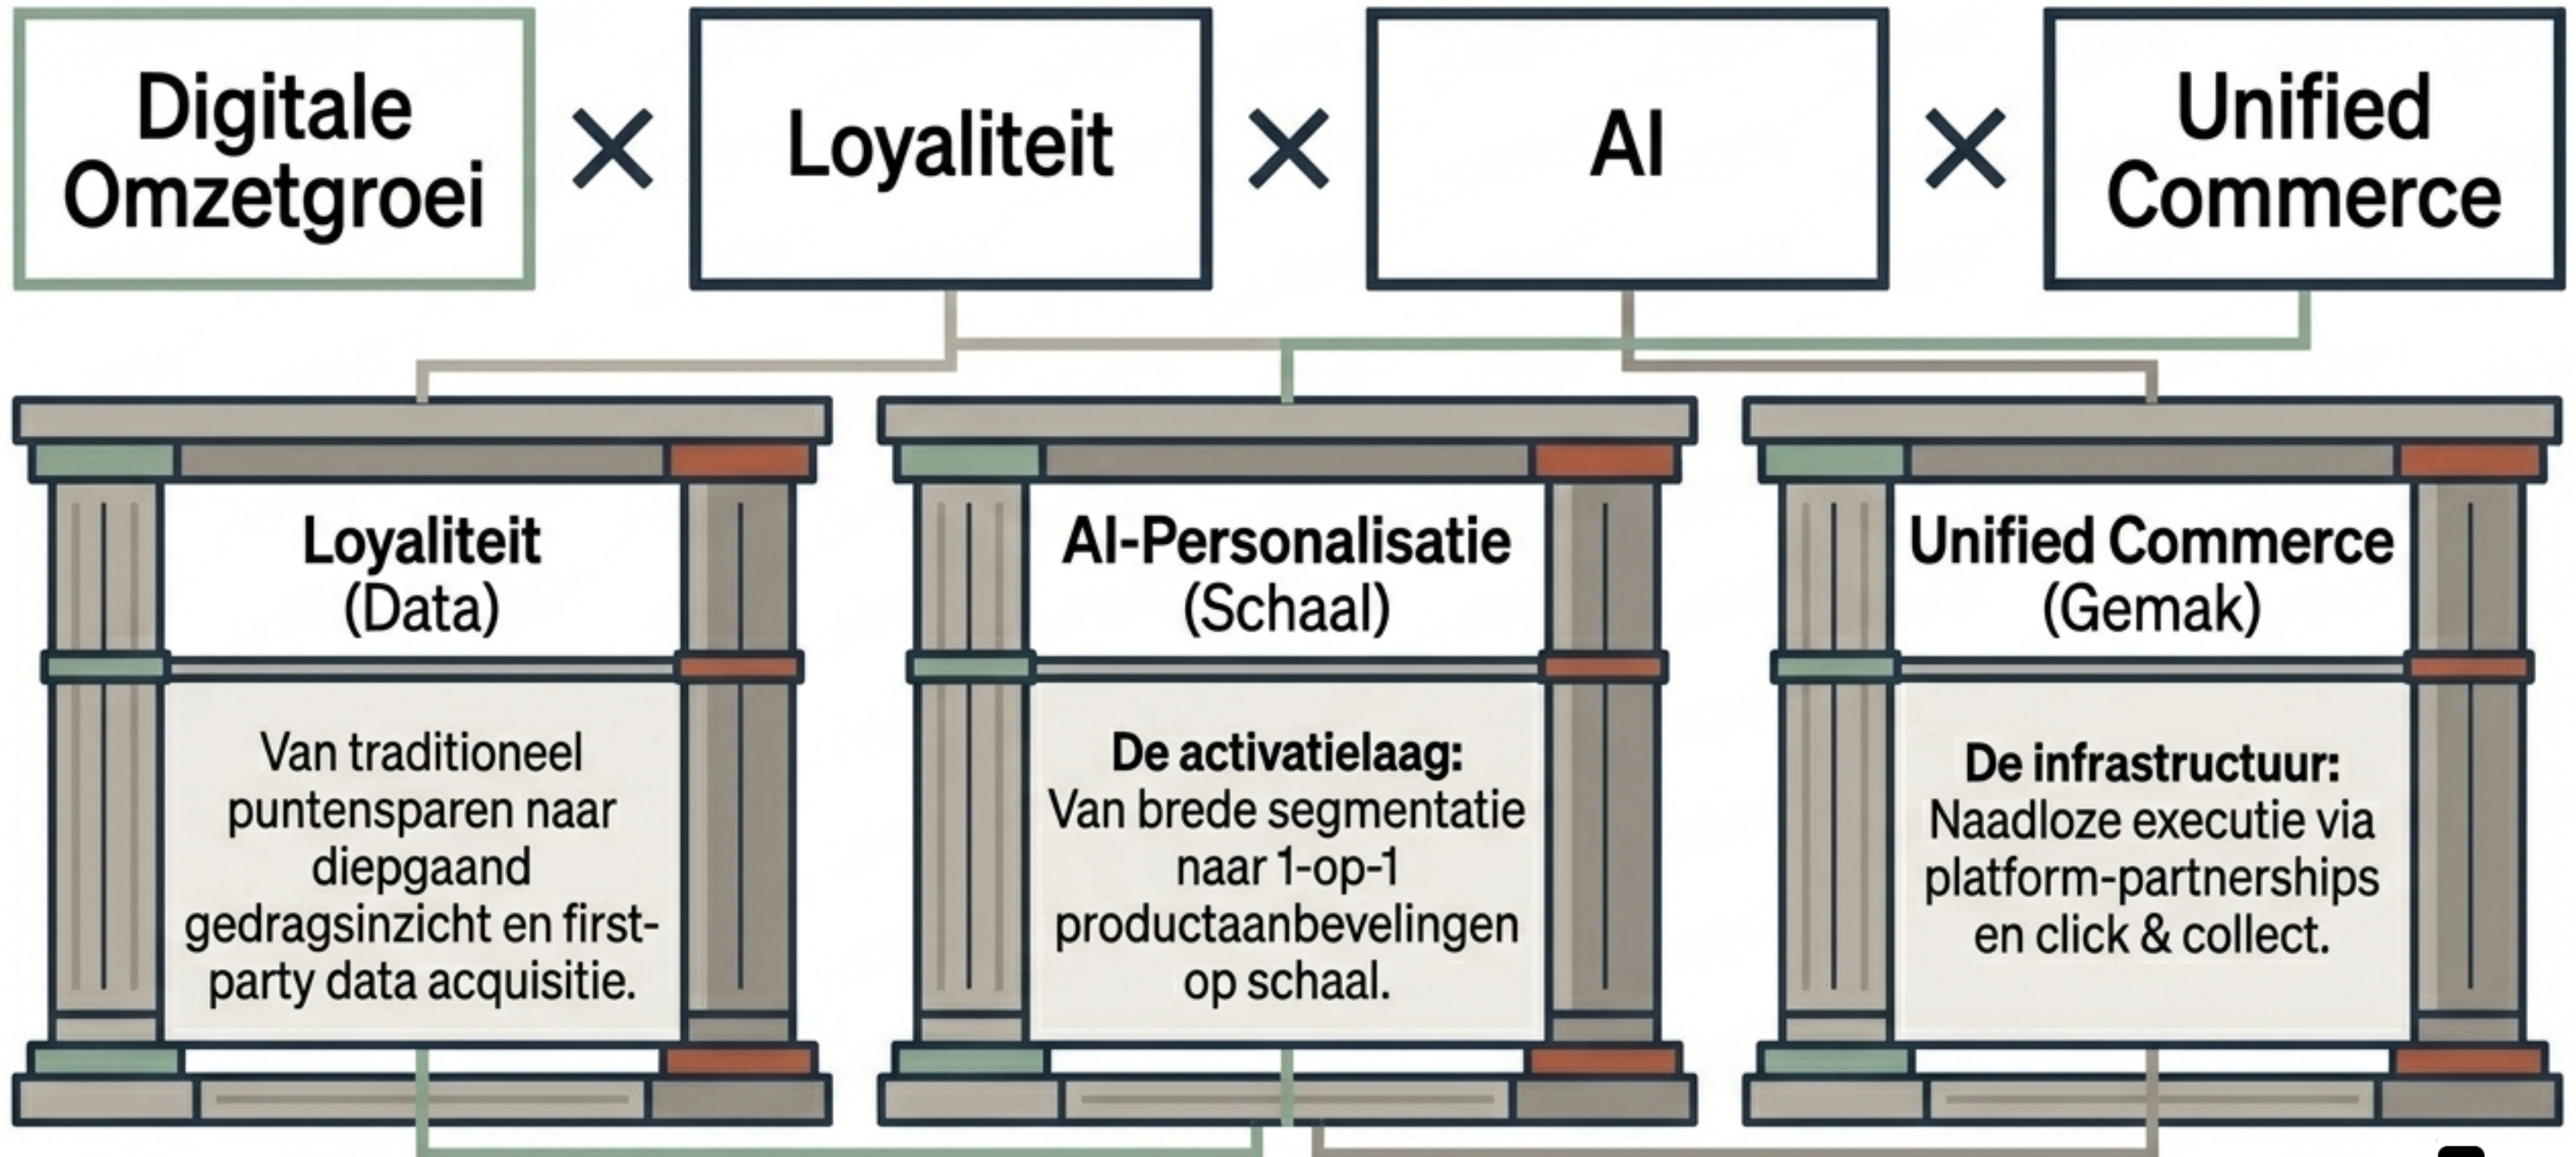 Digitale
Omzetgroei
×
Loyaliteit
×
AI
×
Unified
Commerce
Loyaliteit
(Data)
Van traditioneel
puntensparen naar
diepgaand
gedragsinzicht en first-
party data acquisitie.
AI-Personalisatie
(Schaal)
De activatielaag:
Van brede segmentatie
naar 1-op-1
productaanbevelingen
op schaal.
Unified Commerce
(Gemak)
De infrastructuur:
Naadloze executie via
platform-partnerships
en click & collect.